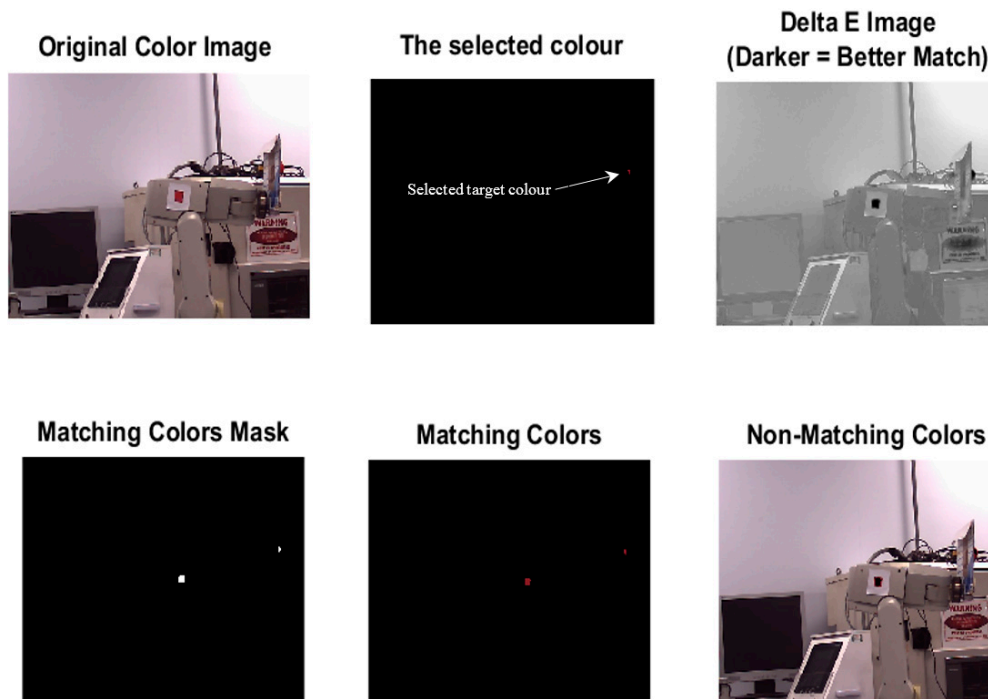 Original Color Image
The selected colour
Delta E Image
(Darker = Better Match)
WARNING
Selected target colour
WARNING
Matching Colors Mask
Matching Colors
Non-Matching Colors
WARNING